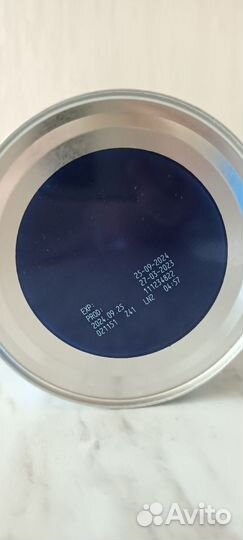 EXP: 25-09-2024
PROD 27-03-2023
2024.09.25 111234822
021151 Z41 LN2 04:57
Avito